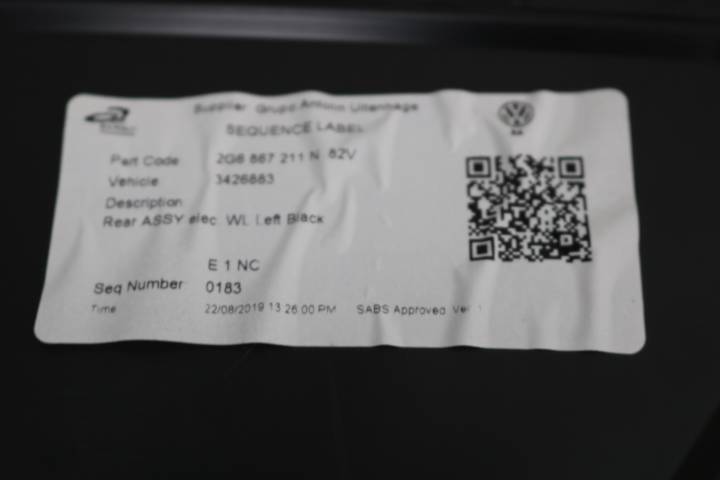 Supplier Grupo Antolin Uitenhage
SEQUENCE LABEL
Part Code 2G6 867 211 N 82V
Vehicle 3426883
Description
Rear ASSY elec. WL Left Black
E 1 NC
Seq Number 0183
Time 22/08/2019 13:26:00 PM SABS Approved. Ver 1